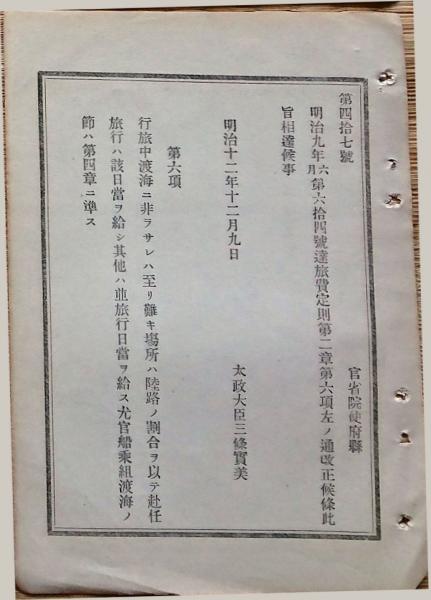 第四拾七號
官省院使府縣
明治九年六月第六拾四號達旅費定則第二章第六項左ノ通改正候條此
旨相達候事
明治十二年十二月九日
太政大臣三條實美
第六項
行旅中渡海ニ非ラサレハ至リ難キ塲所ハ陸路ノ割合ヲ以テ赴任
旅行ハ該日當ヲ給シ其他ハ並旅行日當ヲ給ス尤官船乘組渡海ノ
節ハ第四章ニ準ス